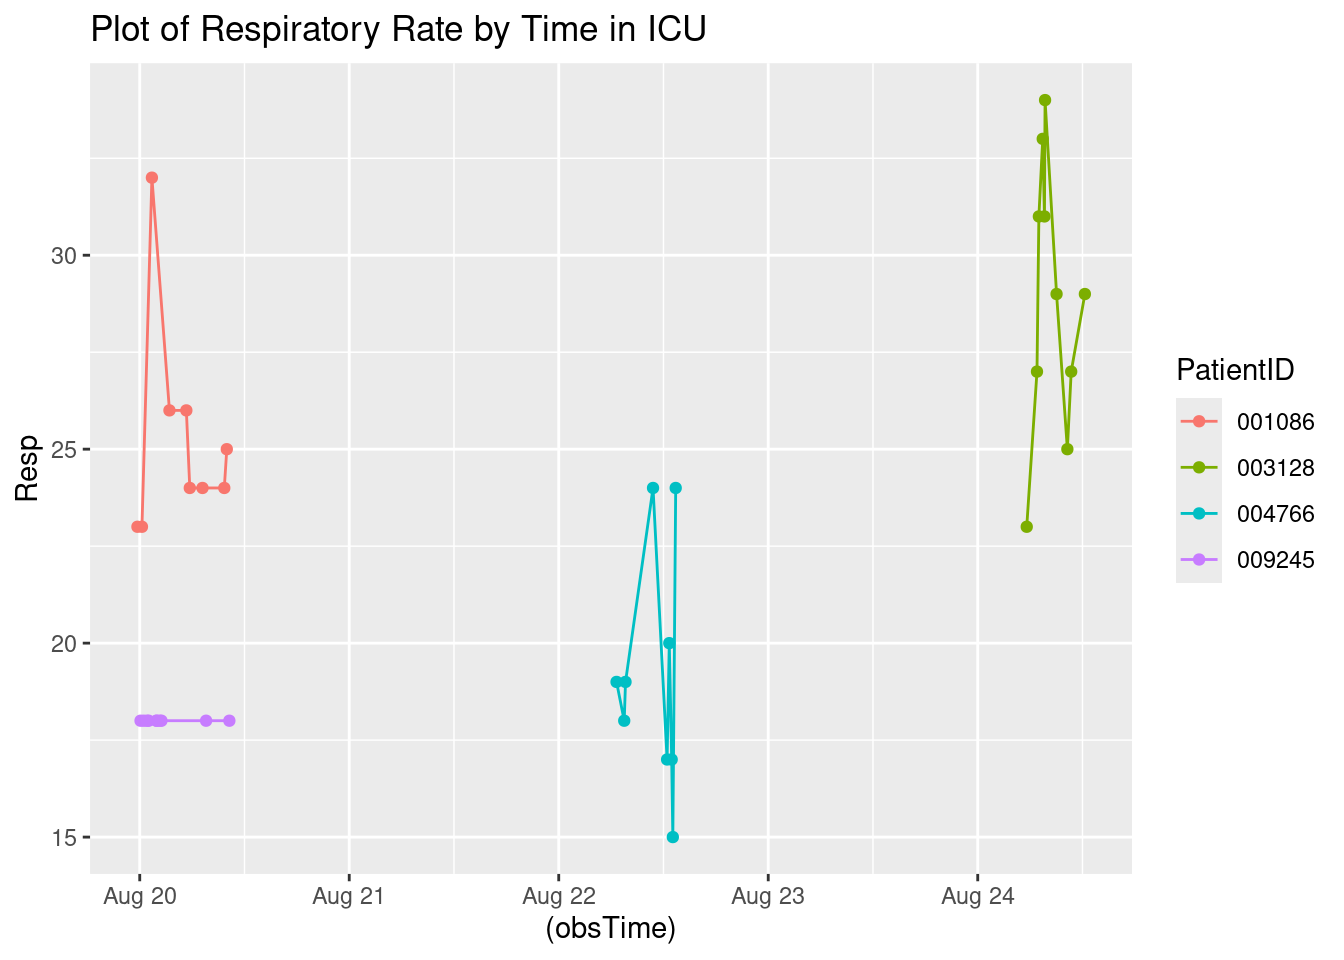 Plot of Respiratory Rate by Time in ICU
Resp
30
25
20
15
Aug 20 Aug 21 Aug 22 Aug 23 Aug 24
(obsTime)
PatientID
001086
003128
004766
009245